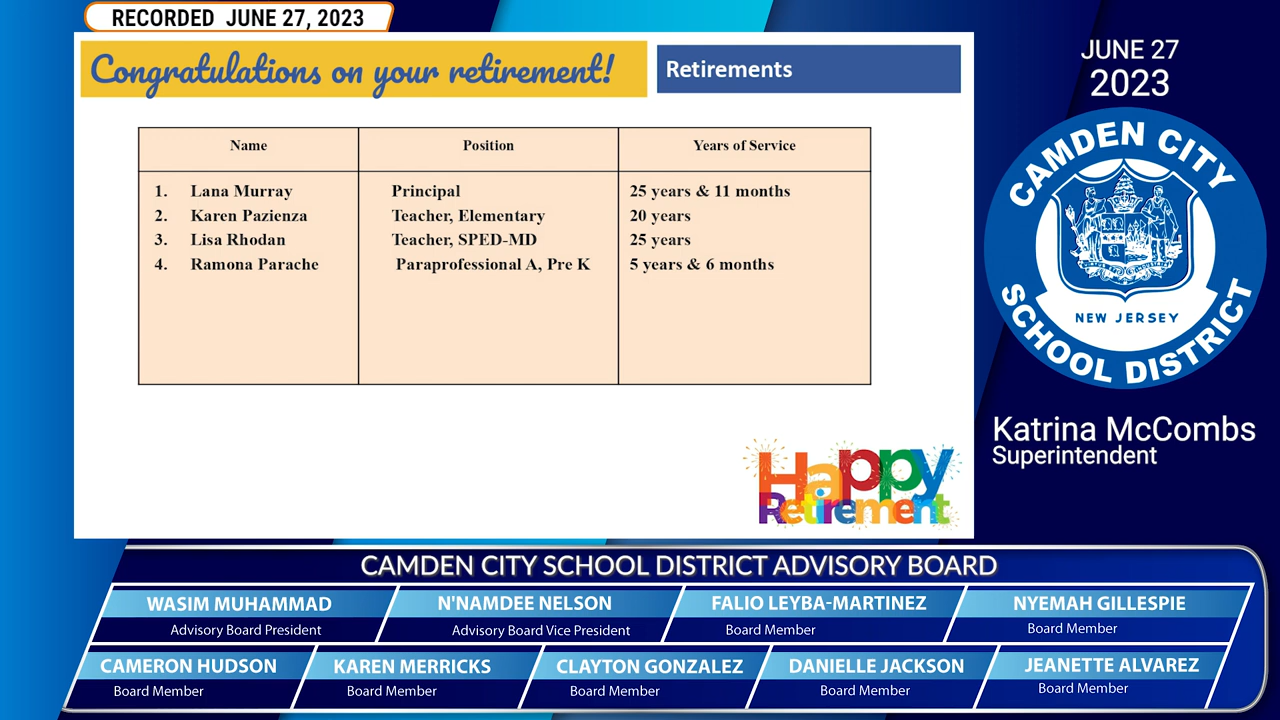 RECORDED JUNE 27, 2023
Congratulations on your retirement!
Retirements
Name Position Years of Service
1. Lana Murray Principal 25 years & 11 months
2. Karen Pazienza Teacher, Elementary 20 years
3. Lisa Rhodan Teacher, SPED-MD 25 years
4. Ramona Parache Paraprofessional A, Pre K 5 years & 6 months
Happy
Retirement
JUNE 27
2023
CAMDEN CITY
NEW JERSEY
SCHOOL DISTRICT
Katrina McCombs
Superintendent
CAMDEN CITY SCHOOL DISTRICT ADVISORY BOARD
WASIM MUHAMMAD N'NAMDEE NELSON FALIO LEYBA-MARTINEZ NYEMAH GILLESPIE
Advisory Board President Advisory Board Vice President Board Member Board Member
CAMERON HUDSON KAREN MERRICKS CLAYTON GONZALEZ DANIELLE JACKSON JEANETTE ALVAREZ
Board Member Board Member Board Member Board Member Board Member